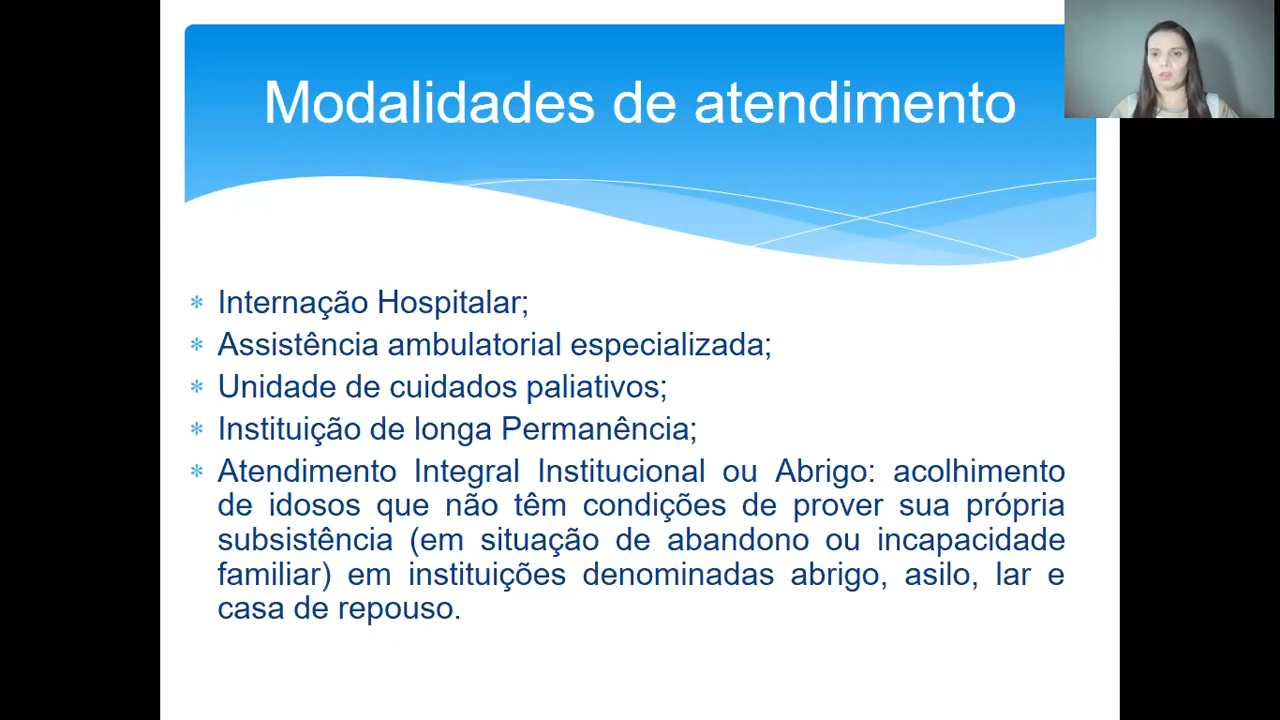 Modalidades de atendimento
Internação Hospitalar;
Assistência ambulatorial especializada;
Unidade de cuidados paliativos;
Instituição de longa Permanência;
Atendimento Integral Institucional ou Abrigo: acolhimento
de idosos que não têm condições de prover sua própria
subsistência (em situação de abandono ou incapacidade
familiar) em instituições denominadas abrigo, asilo, lar e
casa de repouso.